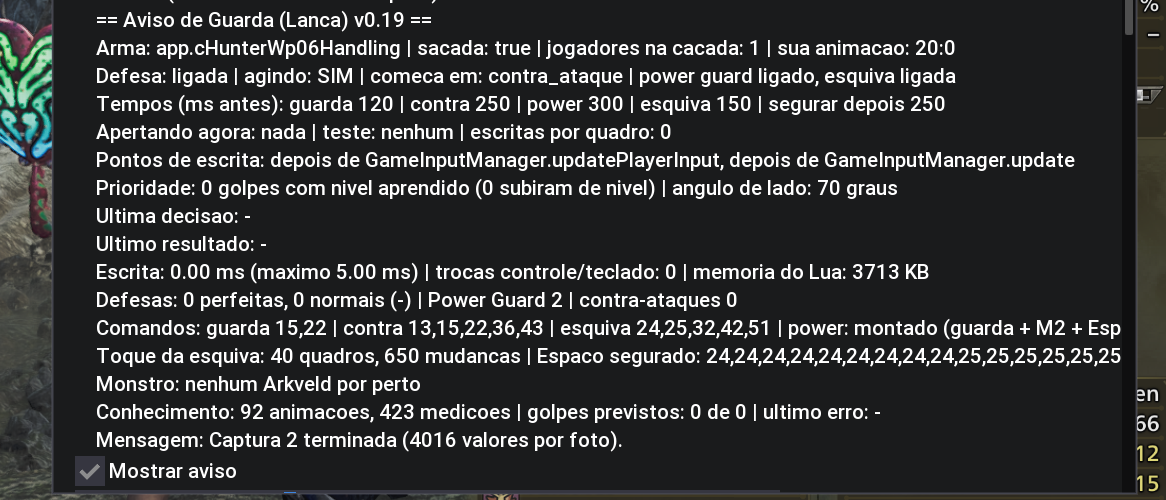 %
== Aviso de Guarda (Lanca) v0.19 ==
Arma: app.cHunterWp06Handling | sacada: true | jogadores na cacada: 1 | sua animacao: 20:0
Defesa: ligada | agindo: SIM | comeca em: contra_ataque | power guard ligado, esquiva ligada
Tempos (ms antes): guarda 120 | contra 250 | power 300 | esquiva 150 | segurar depois 250
Apertando agora: nada | teste: nenhum | escritas por quadro: 0
Pontos de escrita: depois de GameInputManager.updatePlayerInput, depois de GameInputManager.update
Prioridade: 0 golpes com nivel aprendido (0 subiram de nivel) | angulo de lado: 70 graus
Ultima decisao: -
Ultimo resultado: -
Escrita: 0.00 ms (maximo 5.00 ms) | trocas controle/teclado: 0 | memoria do Lua: 3713 KB
Defesas: 0 perfeitas, 0 normais (-) | Power Guard 2 | contra-ataques 0
Comandos: guarda 15,22 | contra 13,15,22,36,43 | esquiva 24,25,32,42,51 | power: montado (guarda + M2 + Esp
Toque da esquiva: 40 quadros, 650 mudancas | Espaco segurado: 24,24,24,24,24,24,24,24,24,25,25,25,25,25,25
Monstro: nenhum Arkveld por perto
Conhecimento: 92 animacoes, 423 medicoes | golpes previstos: 0 de 0 | ultimo erro: -
Mensagem: Captura 2 terminada (4016 valores por foto).
Mostrar aviso
en
66
12
15